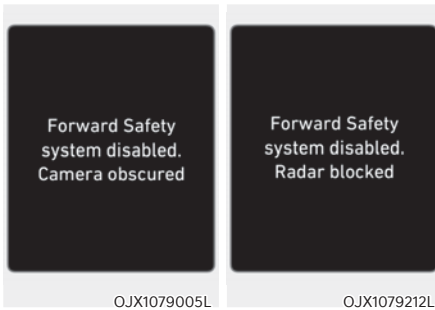 Forward Safety
system disabled.
Camera obscured
OJX1079005L
Forward Safety
system disabled.
Radar blocked
OJX1079212L